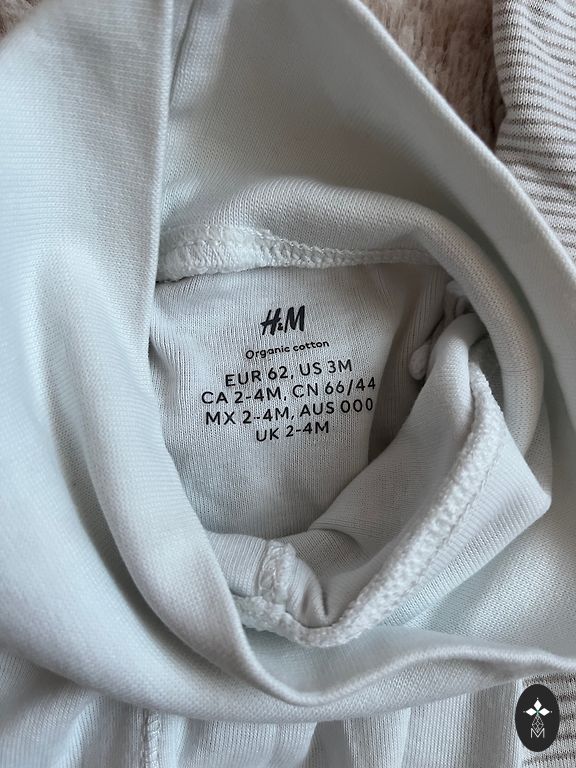 H&M
Organic cotton
EUR 62, US 3M
CA 2-4M, CN 66/44
MX 2-4M, AUS 000
UK 2-4M
M